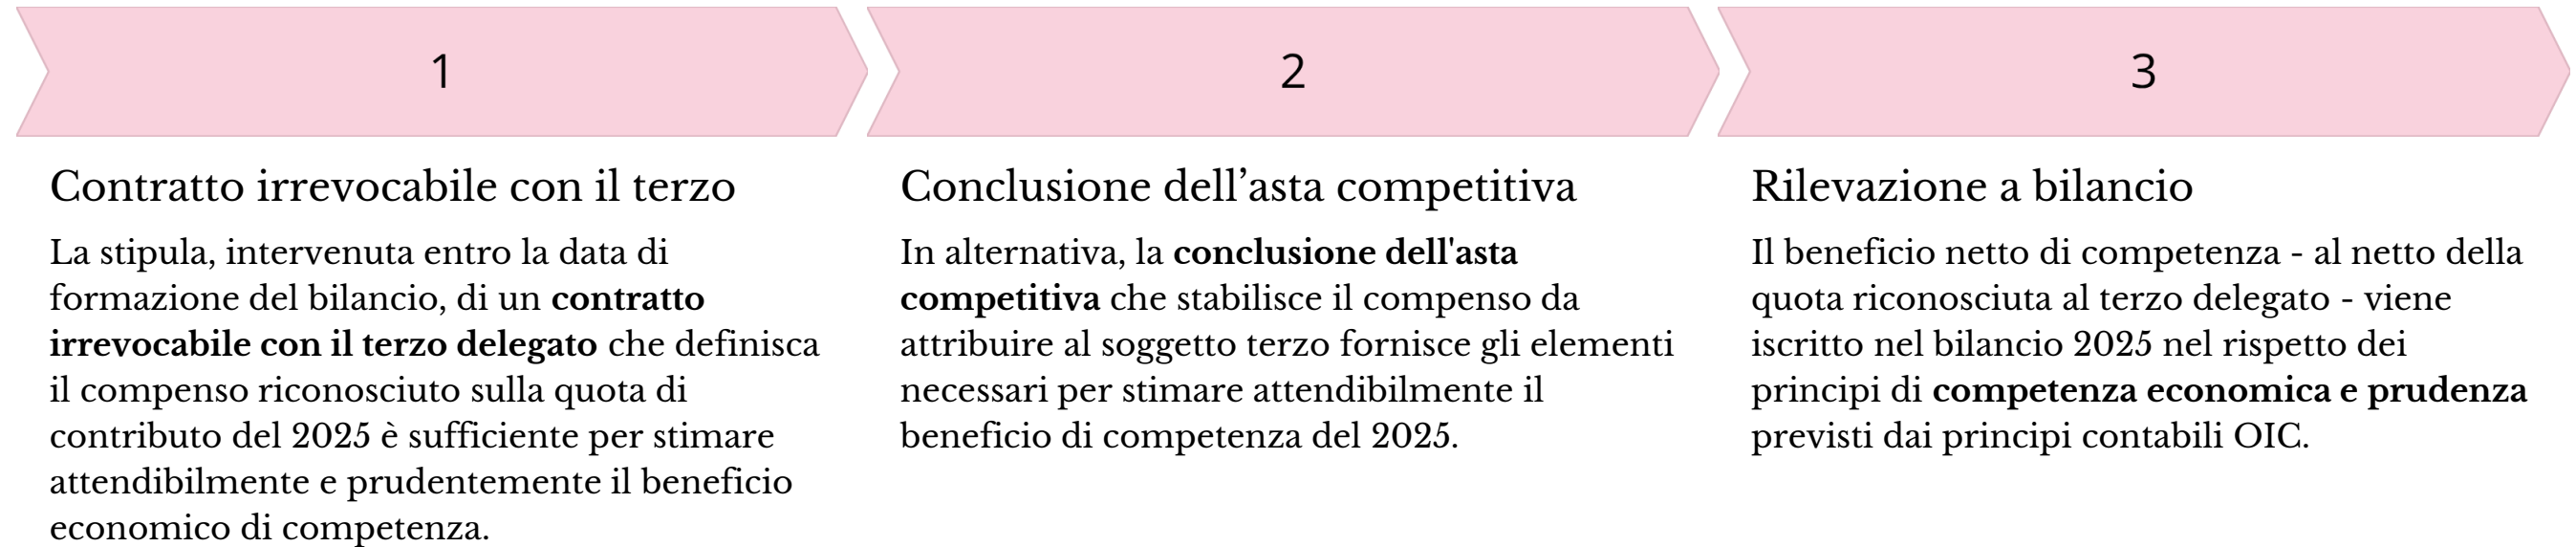 1
Contratto irrevocabile con il terzo
La stipula, intervenuta entro la data di
formazione del bilancio, di un contratto
irrevocabile con il terzo delegato che definisca
il compenso riconosciuto sulla quota di
contributo del 2025 è sufficiente per stimare
attendibilmente e prudentemente il beneficio
economico di competenza.
2
Conclusione dell’asta competitiva
In alternativa, la conclusione dell'asta
competitiva che stabilisce il compenso da
attribuire al soggetto terzo fornisce gli elementi
necessari per stimare attendibilmente il
beneficio di competenza del 2025.
3
Rilevazione a bilancio
Il beneficio netto di competenza - al netto della
quota riconosciuta al terzo delegato - viene
iscritto nel bilancio 2025 nel rispetto dei
principi di competenza economica e prudenza
previsti dai principi contabili OIC.